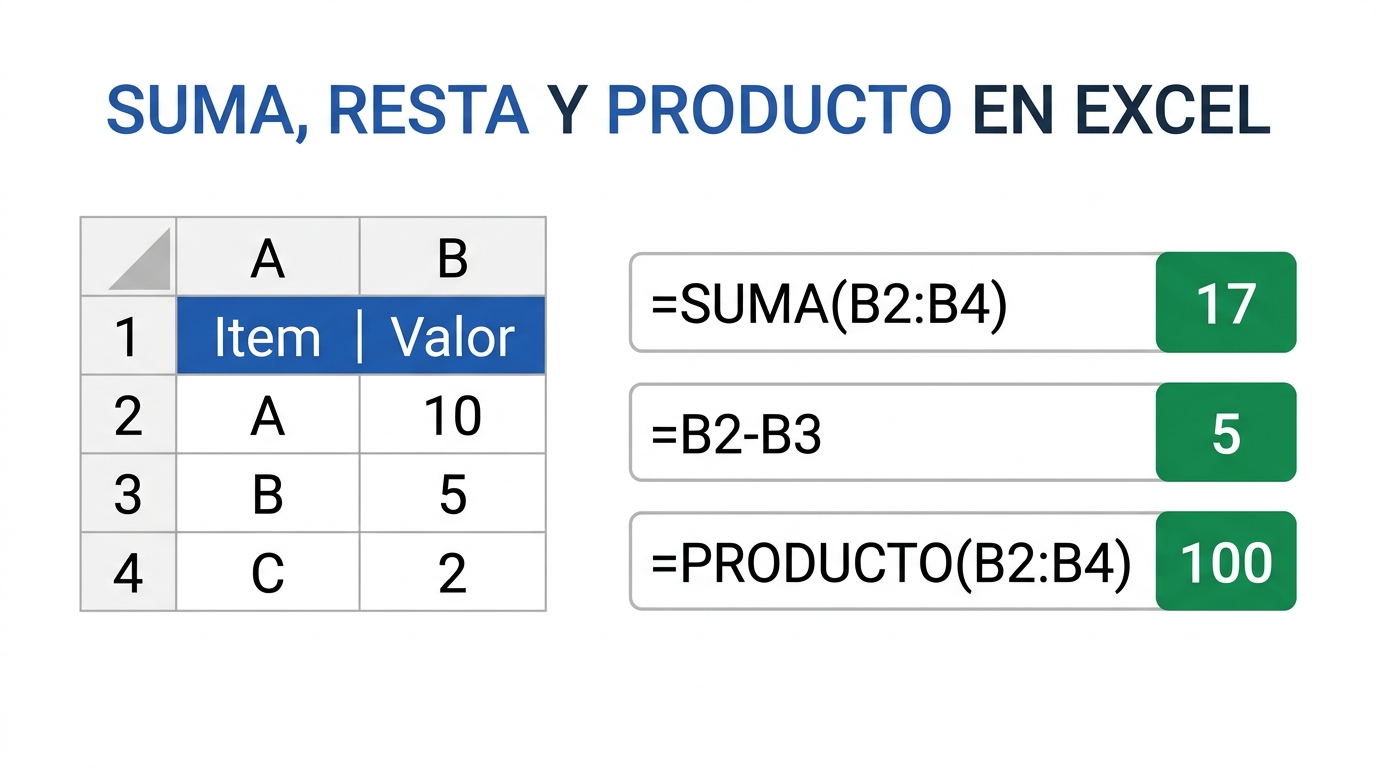 SUMA, RESTA Y PRODUCTO EN EXCEL
A B
1 Item | Valor
2 A 10
3 B 5
4 C 2
=SUMA(B2:B4) 17
=B2-B3 5
=PRODUCTO(B2:B4) 100